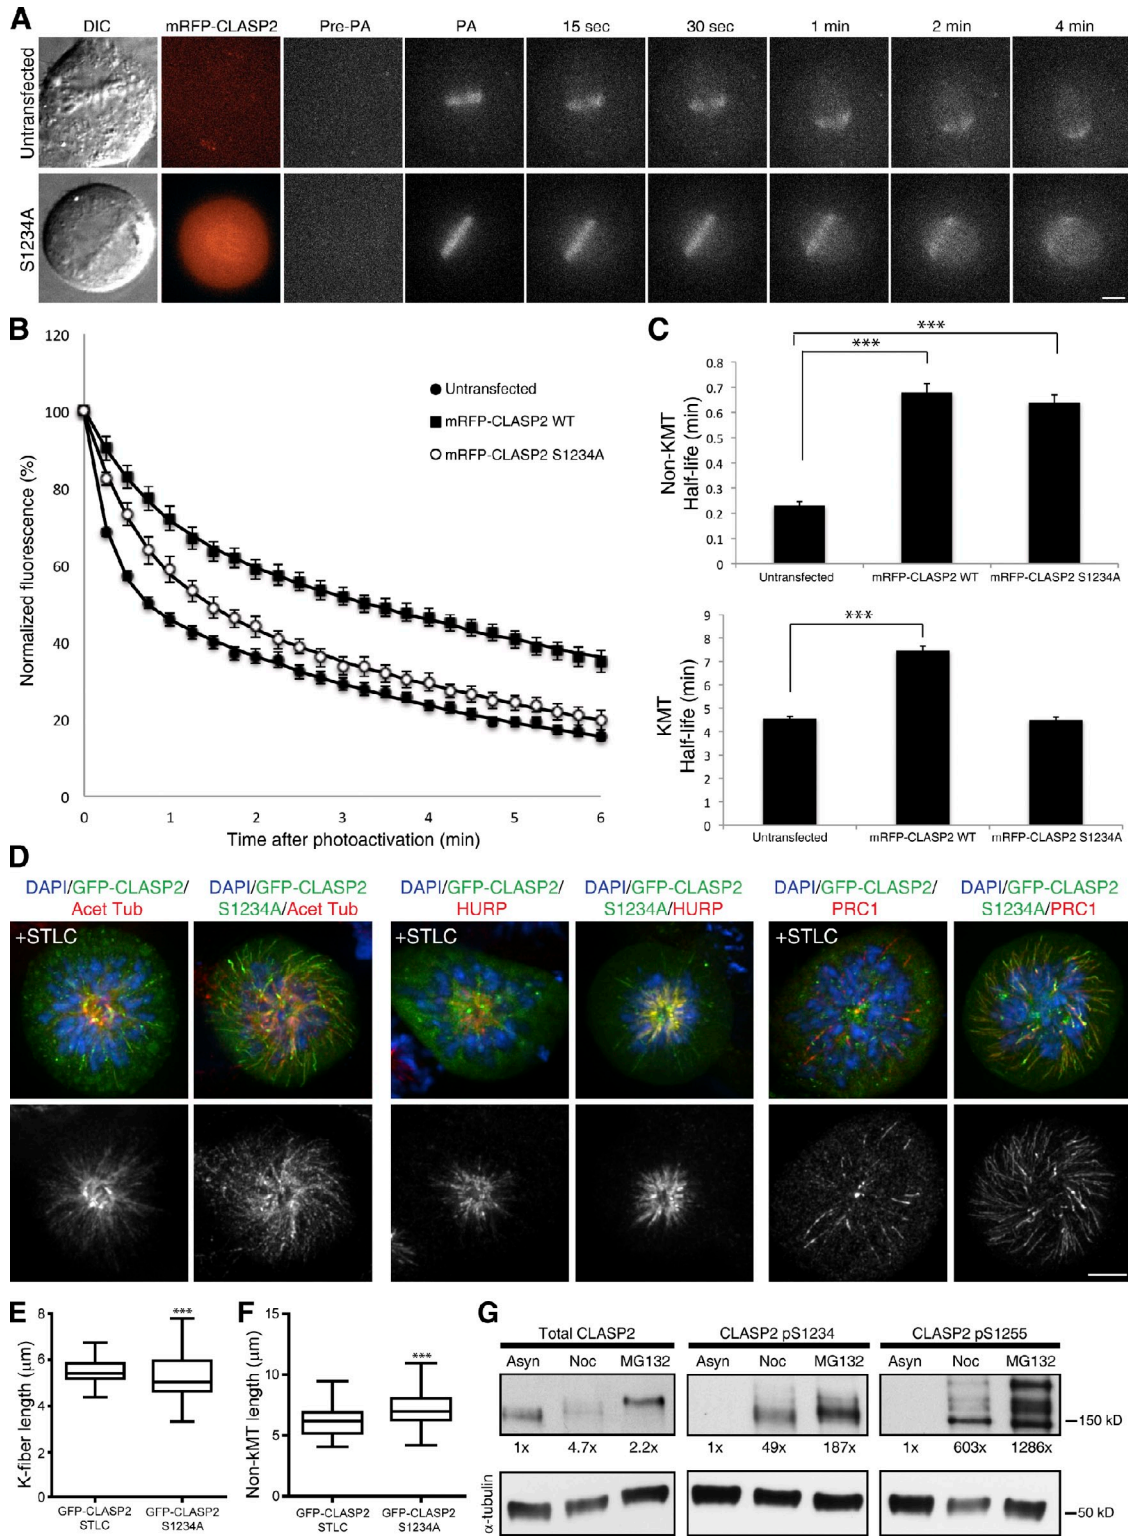 A
DIC mRFP-CLASP2 Pre-PA PA 15 sec 30 sec 1 min 2 min 4 min
Untransfected
S1234A
B
120
100
80
60
40
20
0
Normalized fluorescence (%)
Untransfected
mRFP-CLASP2 WT
mRFP-CLASP2 S1234A
0 1 2 3 4 5 6
Time after photoactivation (min)
C
***
***
0.8
0.7
0.6
0.5
0.4
0.3
0.2
0.1
0
Non-KMT
Half-life (min)
Untransfected mRFP-CLASP2 WT mRFP-CLASP2 S1234A
***
9
8
7
6
5
4
3
2
1
0
KMT
Half-life (min)
Untransfected mRFP-CLASP2 WT mRFP-CLASP2 S1234A
D
DAPI/GFP-CLASP2/
Acet Tub
DAPI/GFP-CLASP2
S1234A/Acet Tub
DAPI/GFP-CLASP2/
HURP
DAPI/GFP-CLASP2
S1234A/HURP
DAPI/GFP-CLASP2/
PRC1
DAPI/GFP-CLASP2
S1234A/PRC1
+STLC
+STLC
+STLC
E
8
6
4
2
0
K-fiber length (μm)
***
GFP-CLASP2
STLC
GFP-CLASP2
S1234A
F
15
10
5
0
Non-kMT length (μm)
***
GFP-CLASP2
STLC
GFP-CLASP2
S1234A
G
Total CLASP2 CLASP2 pS1234 CLASP2 pS1255
Asyn Noc MG132 Asyn Noc MG132 Asyn Noc MG132
150 kD
1x 4.7x 2.2x 1x 49x 187x 1x 603x 1286x
α-tubulin
50 kD